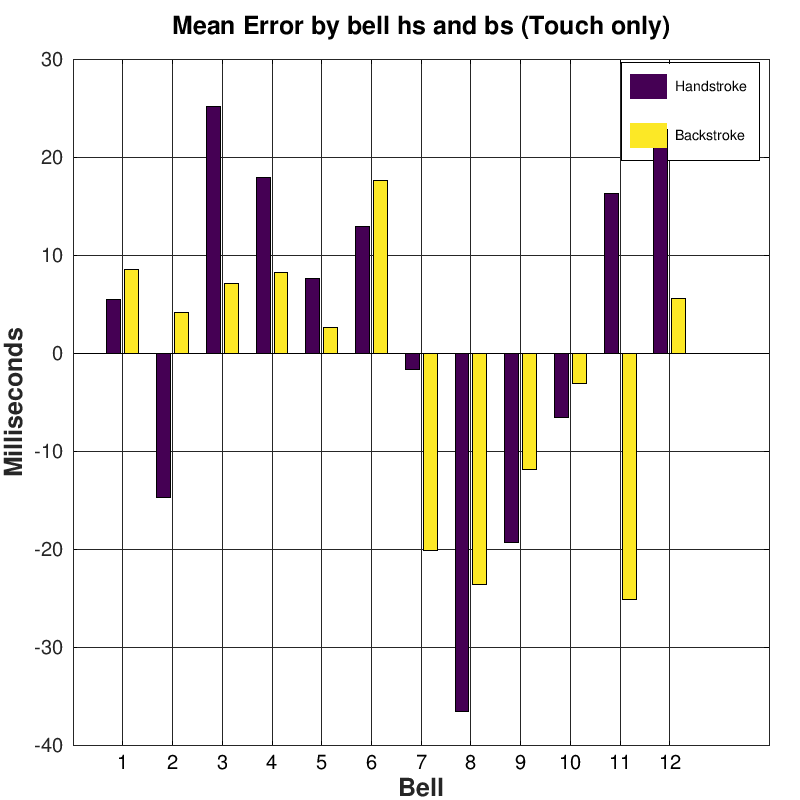 Mean Error by bell hs and bs (Touch only)
Handstroke
Backstroke
30
20
10
0
-10
-20
-30
-40
Milliseconds
1 2 3 4 5 6 7 8 9 10 11 12
Bell